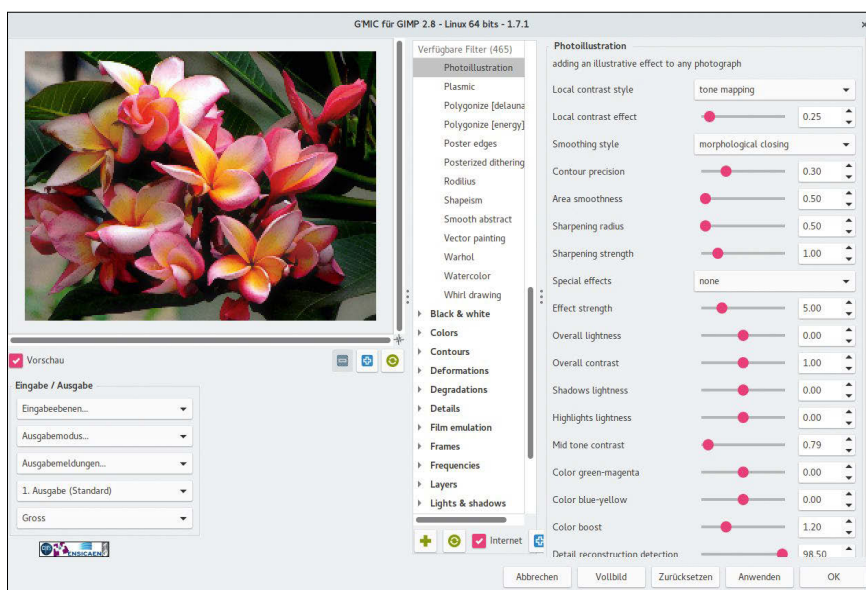 G'MIC für GIMP 2.8 - Linux 64 bits - 1.7.1
Vorschau
Eingabe / Ausgabe
Eingabeebenen...
Ausgabemodus...
Ausgabemeldungen...
1. Ausgabe (Standard)
Gross
ENSICAEN
Verfügbare Filter (465)
Photoillustration
Plasmic
Polygonize [delauna
Polygonize [energy]
Poster edges
Posterized dithering
Rodilius
Shapeism
Smooth abstract
Vector painting
Warhol
Watercolor
Whirl drawing
Black & white
Colors
Contours
Deformations
Degradations
Details
Film emulation
Frames
Frequencies
Layers
Lights & shadows
Internet
Photoillustration
adding an illustrative effect to any photograph
Local contrast style tone mapping
Local contrast effect 0.25
Smoothing style morphological closing
Contour precision 0.30
Area smoothness 0.50
Sharpening radius 0.50
Sharpening strength 1.00
Special effects none
Effect strength 5.00
Overall lightness 0.00
Overall contrast 1.00
Shadows lightness 0.00
Highlights lightness 0.00
Mid tone contrast 0.79
Color green-magenta 0.00
Color blue-yellow 0.00
Color boost 1.20
Detail reconstruction detection 98.50
Abbrechen Vollbild Zurücksetzen Anwenden OK